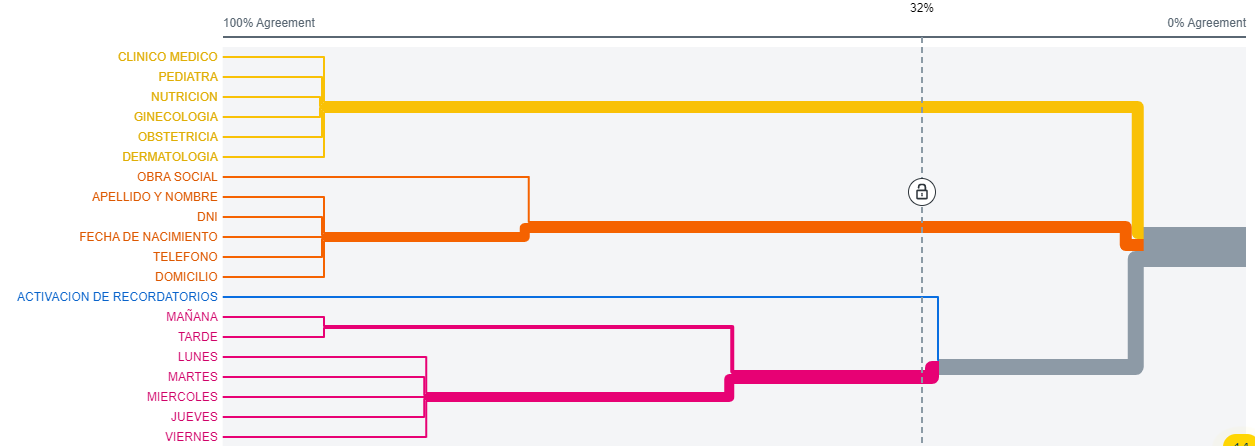 32%
100% Agreement
0% Agreement
CLINICO MEDICO
PEDIATRA
NUTRICION
GINECOLOGIA
OBSTETRICIA
DERMATOLOGIA
OBRA SOCIAL
APELLIDO Y NOMBRE
DNI
FECHA DE NACIMIENTO
TELEFONO
DOMICILIO
ACTIVACION DE RECORDATORIOS
MAÑANA
TARDE
LUNES
MARTES
MIERCOLES
JUEVES
VIERNES